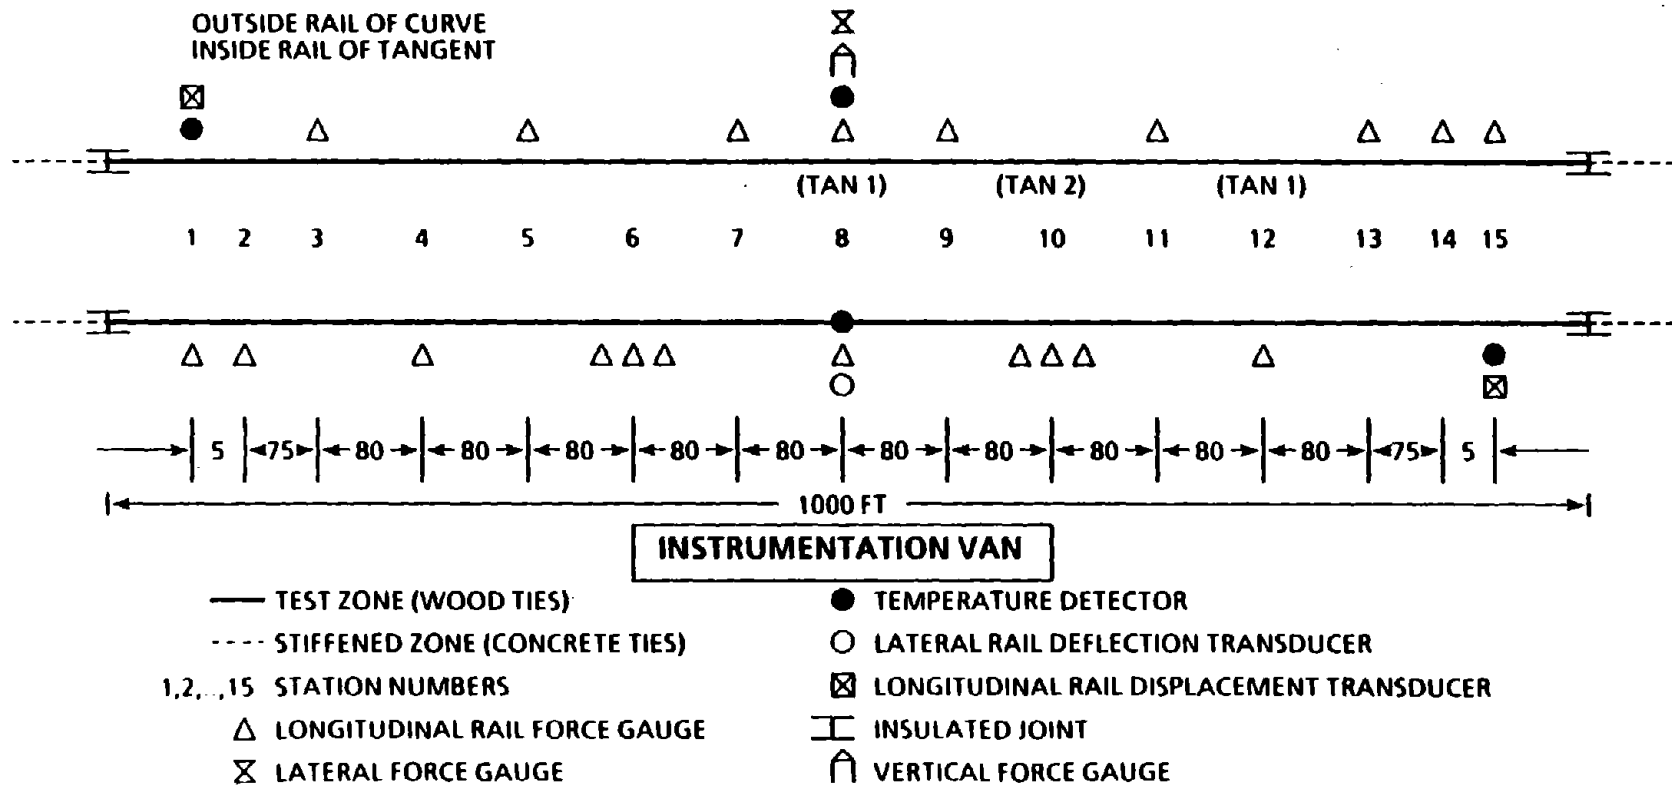 OUTSIDE RAIL OF CURVE
INSIDE RAIL OF TANGENT
(TAN 1) (TAN 2) (TAN 1)
1 2 3 4 5 6 7 8 9 10 11 12 13 14 15
5 75 80 80 80 80 80 80 80 80 80 80 75 5
1000 FT
INSTRUMENTATION VAN
TEST ZONE (WOOD TIES)
STIFFENED ZONE (CONCRETE TIES)
1,2,..,15 STATION NUMBERS
LONGITUDINAL RAIL FORCE GAUGE
LATERAL FORCE GAUGE
TEMPERATURE DETECTOR
LATERAL RAIL DEFLECTION TRANSDUCER
LONGITUDINAL RAIL DISPLACEMENT TRANSDUCER
INSULATED JOINT
VERTICAL FORCE GAUGE